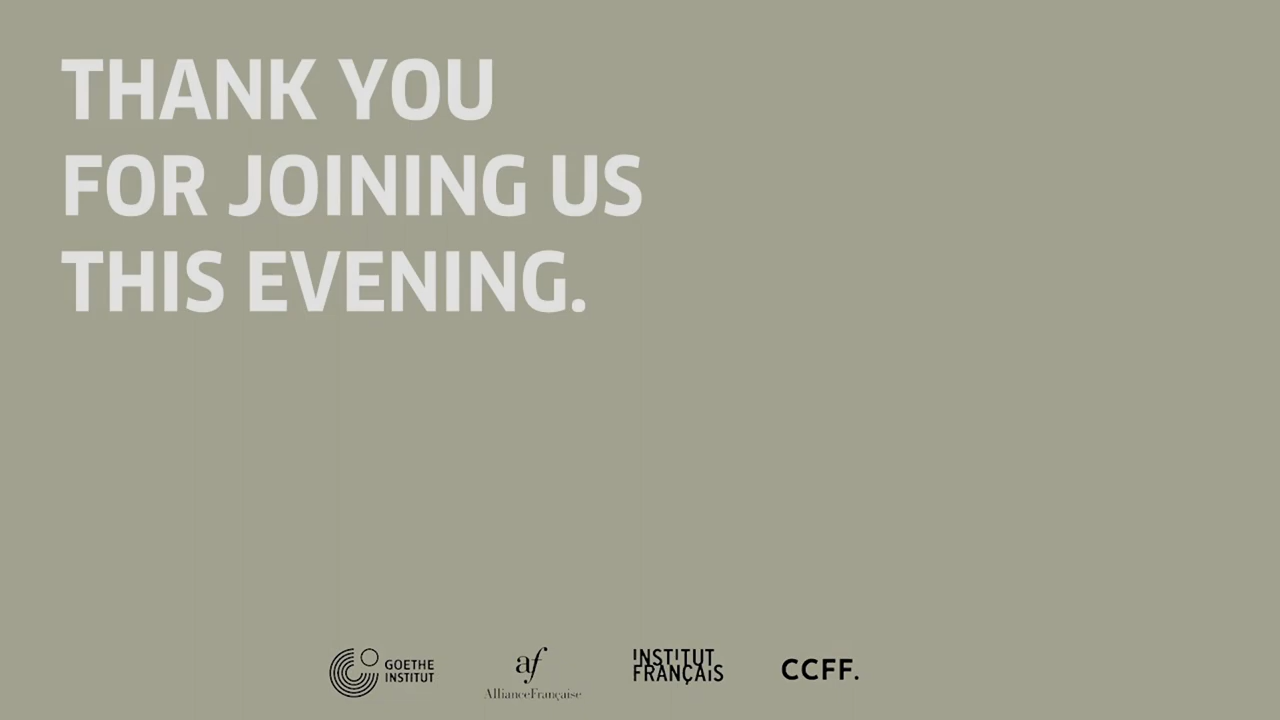 THANK YOU
FOR JOINING US
THIS EVENING.
GOETHE
INSTITUT
af
AllianceFrançaise
INSTITUT
FRANÇAIS
CCFF.